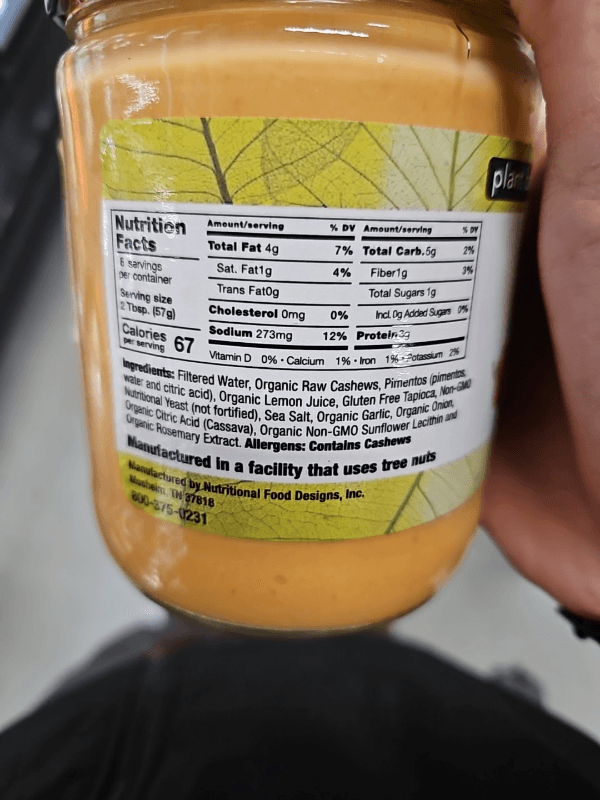 plant
Nutrition
Facts
8 servings
per container
Serving size
2 Tbsp. (57g)
Calories
per serving 67
Amount/serving % DV
Total Fat 4g 7%
Sat. Fat1g 4%
Trans Fat0g
Cholesterol 0mg 0%
Sodium 273mg 12%
Amount/serving % DV
Total Carb.5g 2%
Fiber1g 3%
Total Sugars 1g
Incl. 0g Added Sugars 0%
Protein3g
Vitamin D 0% • Calcium 1% • Iron 1% • Potassium 2%
Ingredients: Filtered Water, Organic Raw Cashews, Pimentos (pimentos,
water and citric acid), Organic Lemon Juice, Gluten Free Tapioca, Non-GMO
Nutritional Yeast (not fortified), Sea Salt, Organic Garlic, Organic Onion,
Organic Citric Acid (Cassava), Organic Non-GMO Sunflower Lecithin and
Organic Rosemary Extract. Allergens: Contains Cashews
Manufactured in a facility that uses tree nuts
Manufactured by Nutritional Food Designs, Inc.
Mosheim, TN 37818
800-275-0231